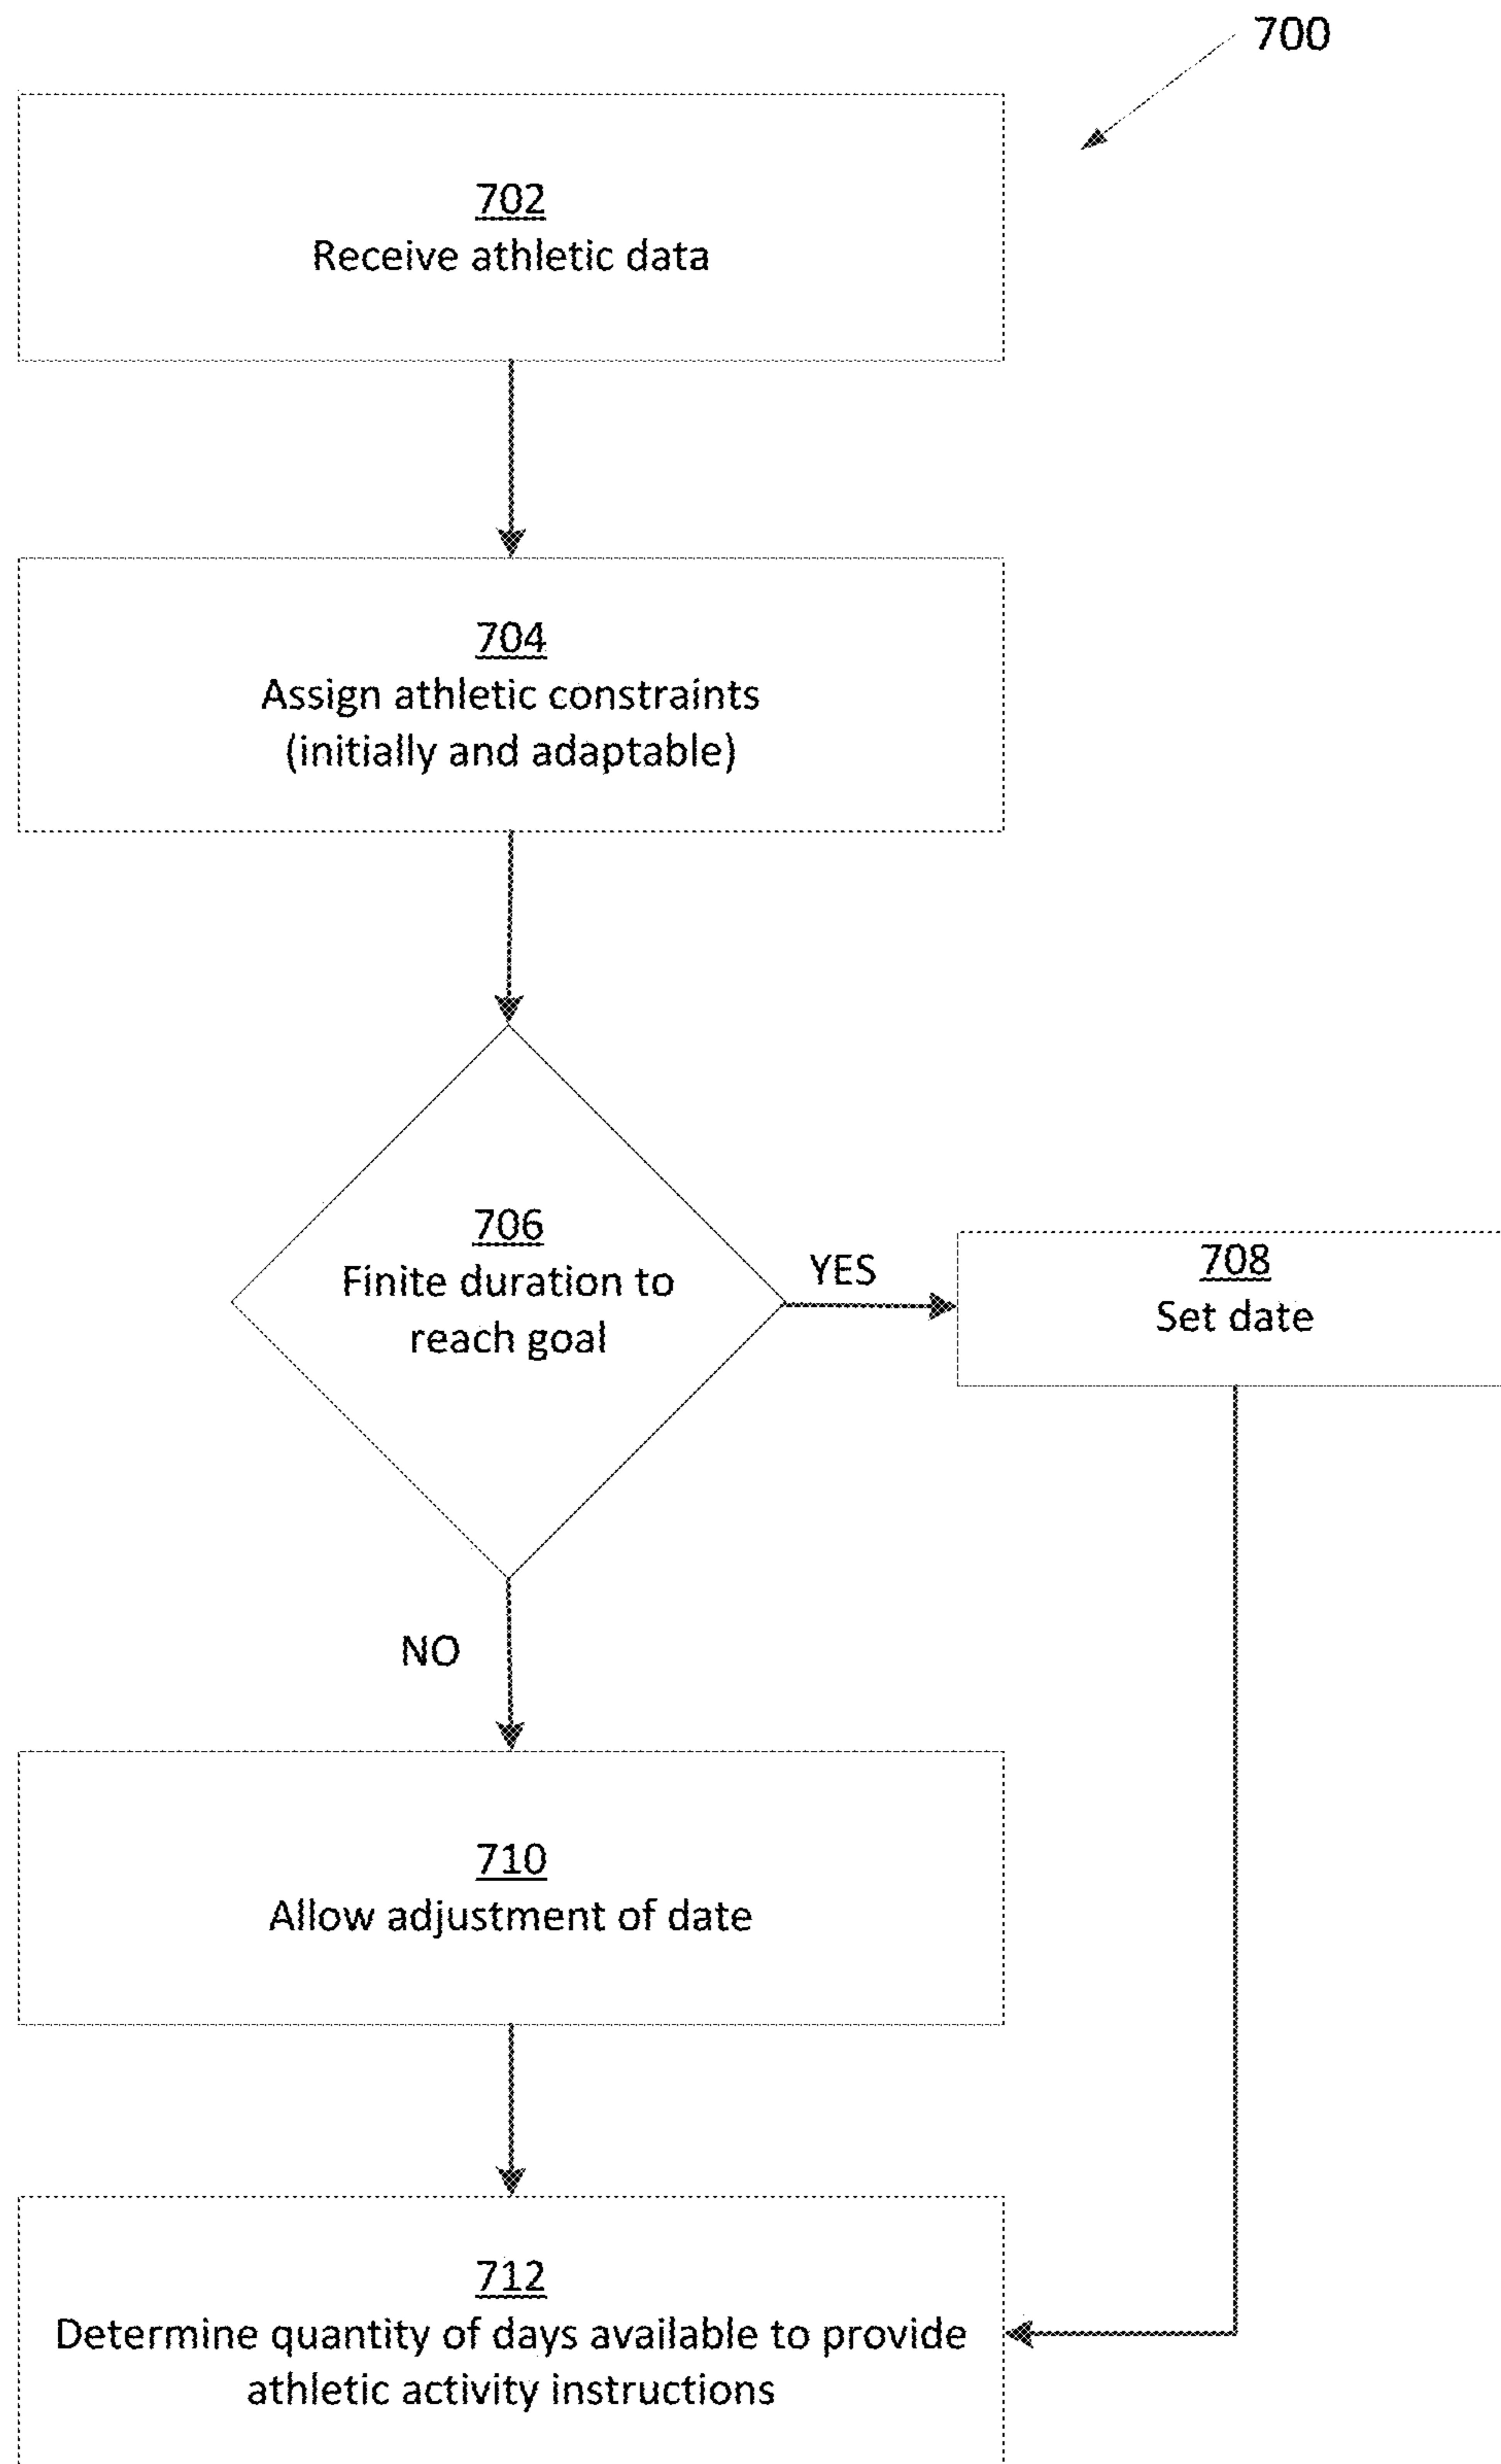 700
702
Receive athletic data
704
Assign athletic constraints
(initially and adaptable)
706
Finite duration to
reach goal
YES
708
Set date
NO
710
Allow adjustment of date
712
Determine quantity of days available to provide
athletic activity instructions